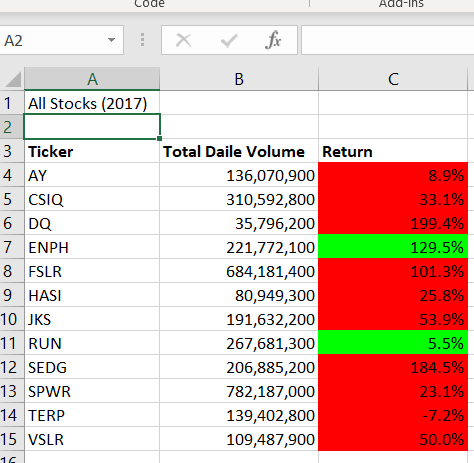 Code Add-ins
A2 fx
A B C
1 All Stocks (2017)
2
3 Ticker Total Daile Volume Return
4 AY 136,070,900 8.9%
5 CSIQ 310,592,800 33.1%
6 DQ 35,796,200 199.4%
7 ENPH 221,772,100 129.5%
8 FSLR 684,181,400 101.3%
9 HASI 80,949,300 25.8%
10 JKS 191,632,200 53.9%
11 RUN 267,681,300 5.5%
12 SEDG 206,885,200 184.5%
13 SPWR 782,187,000 23.1%
14 TERP 139,402,800 -7.2%
15 VSLR 109,487,900 50.0%
16